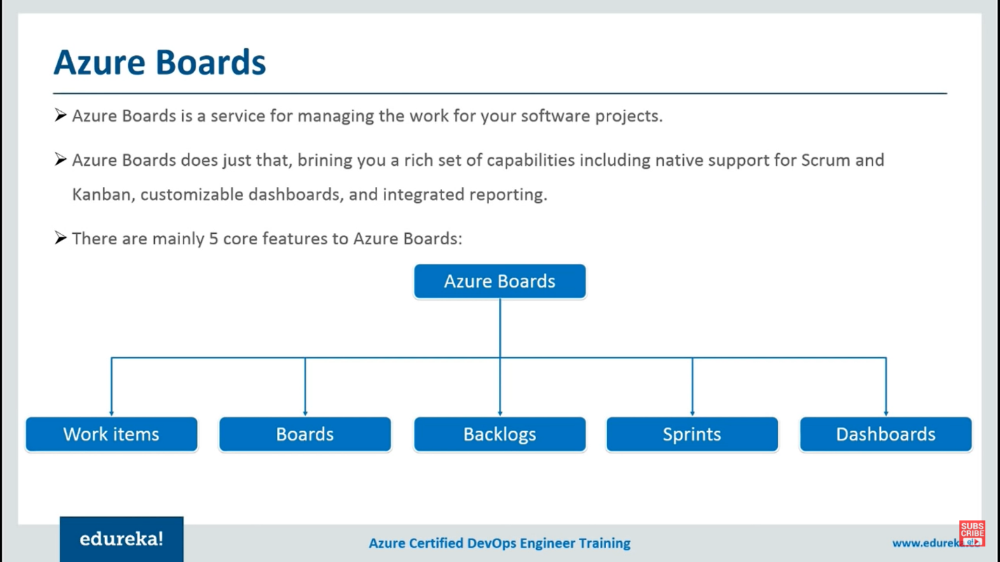 Azure Boards
Azure Boards is a service for managing the work for your software projects.
Azure Boards does just that, brining you a rich set of capabilities including native support for Scrum and
Kanban, customizable dashboards, and integrated reporting.
There are mainly 5 core features to Azure Boards:
Azure Boards
Work items
Boards
Backlogs
Sprints
Dashboards
edureka!
Azure Certified DevOps Engineer Training
SUBS
CRIBE